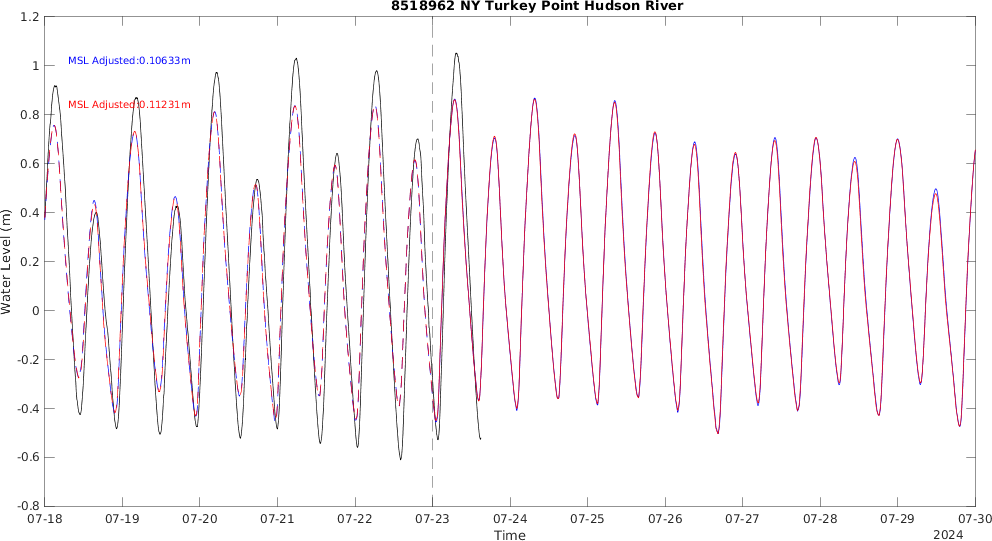 8518962 NY Turkey Point Hudson River
1.2
1
0.8
0.6
0.4
0.2
0
-0.2
-0.4
-0.6
-0.8
Water Level (m)
MSL Adjusted:0.10633m
MSL Adjusted:0.11231m
07-18 07-19 07-20 07-21 07-22 07-23 07-24 07-25 07-26 07-27 07-28 07-29 07-30
Time
2024